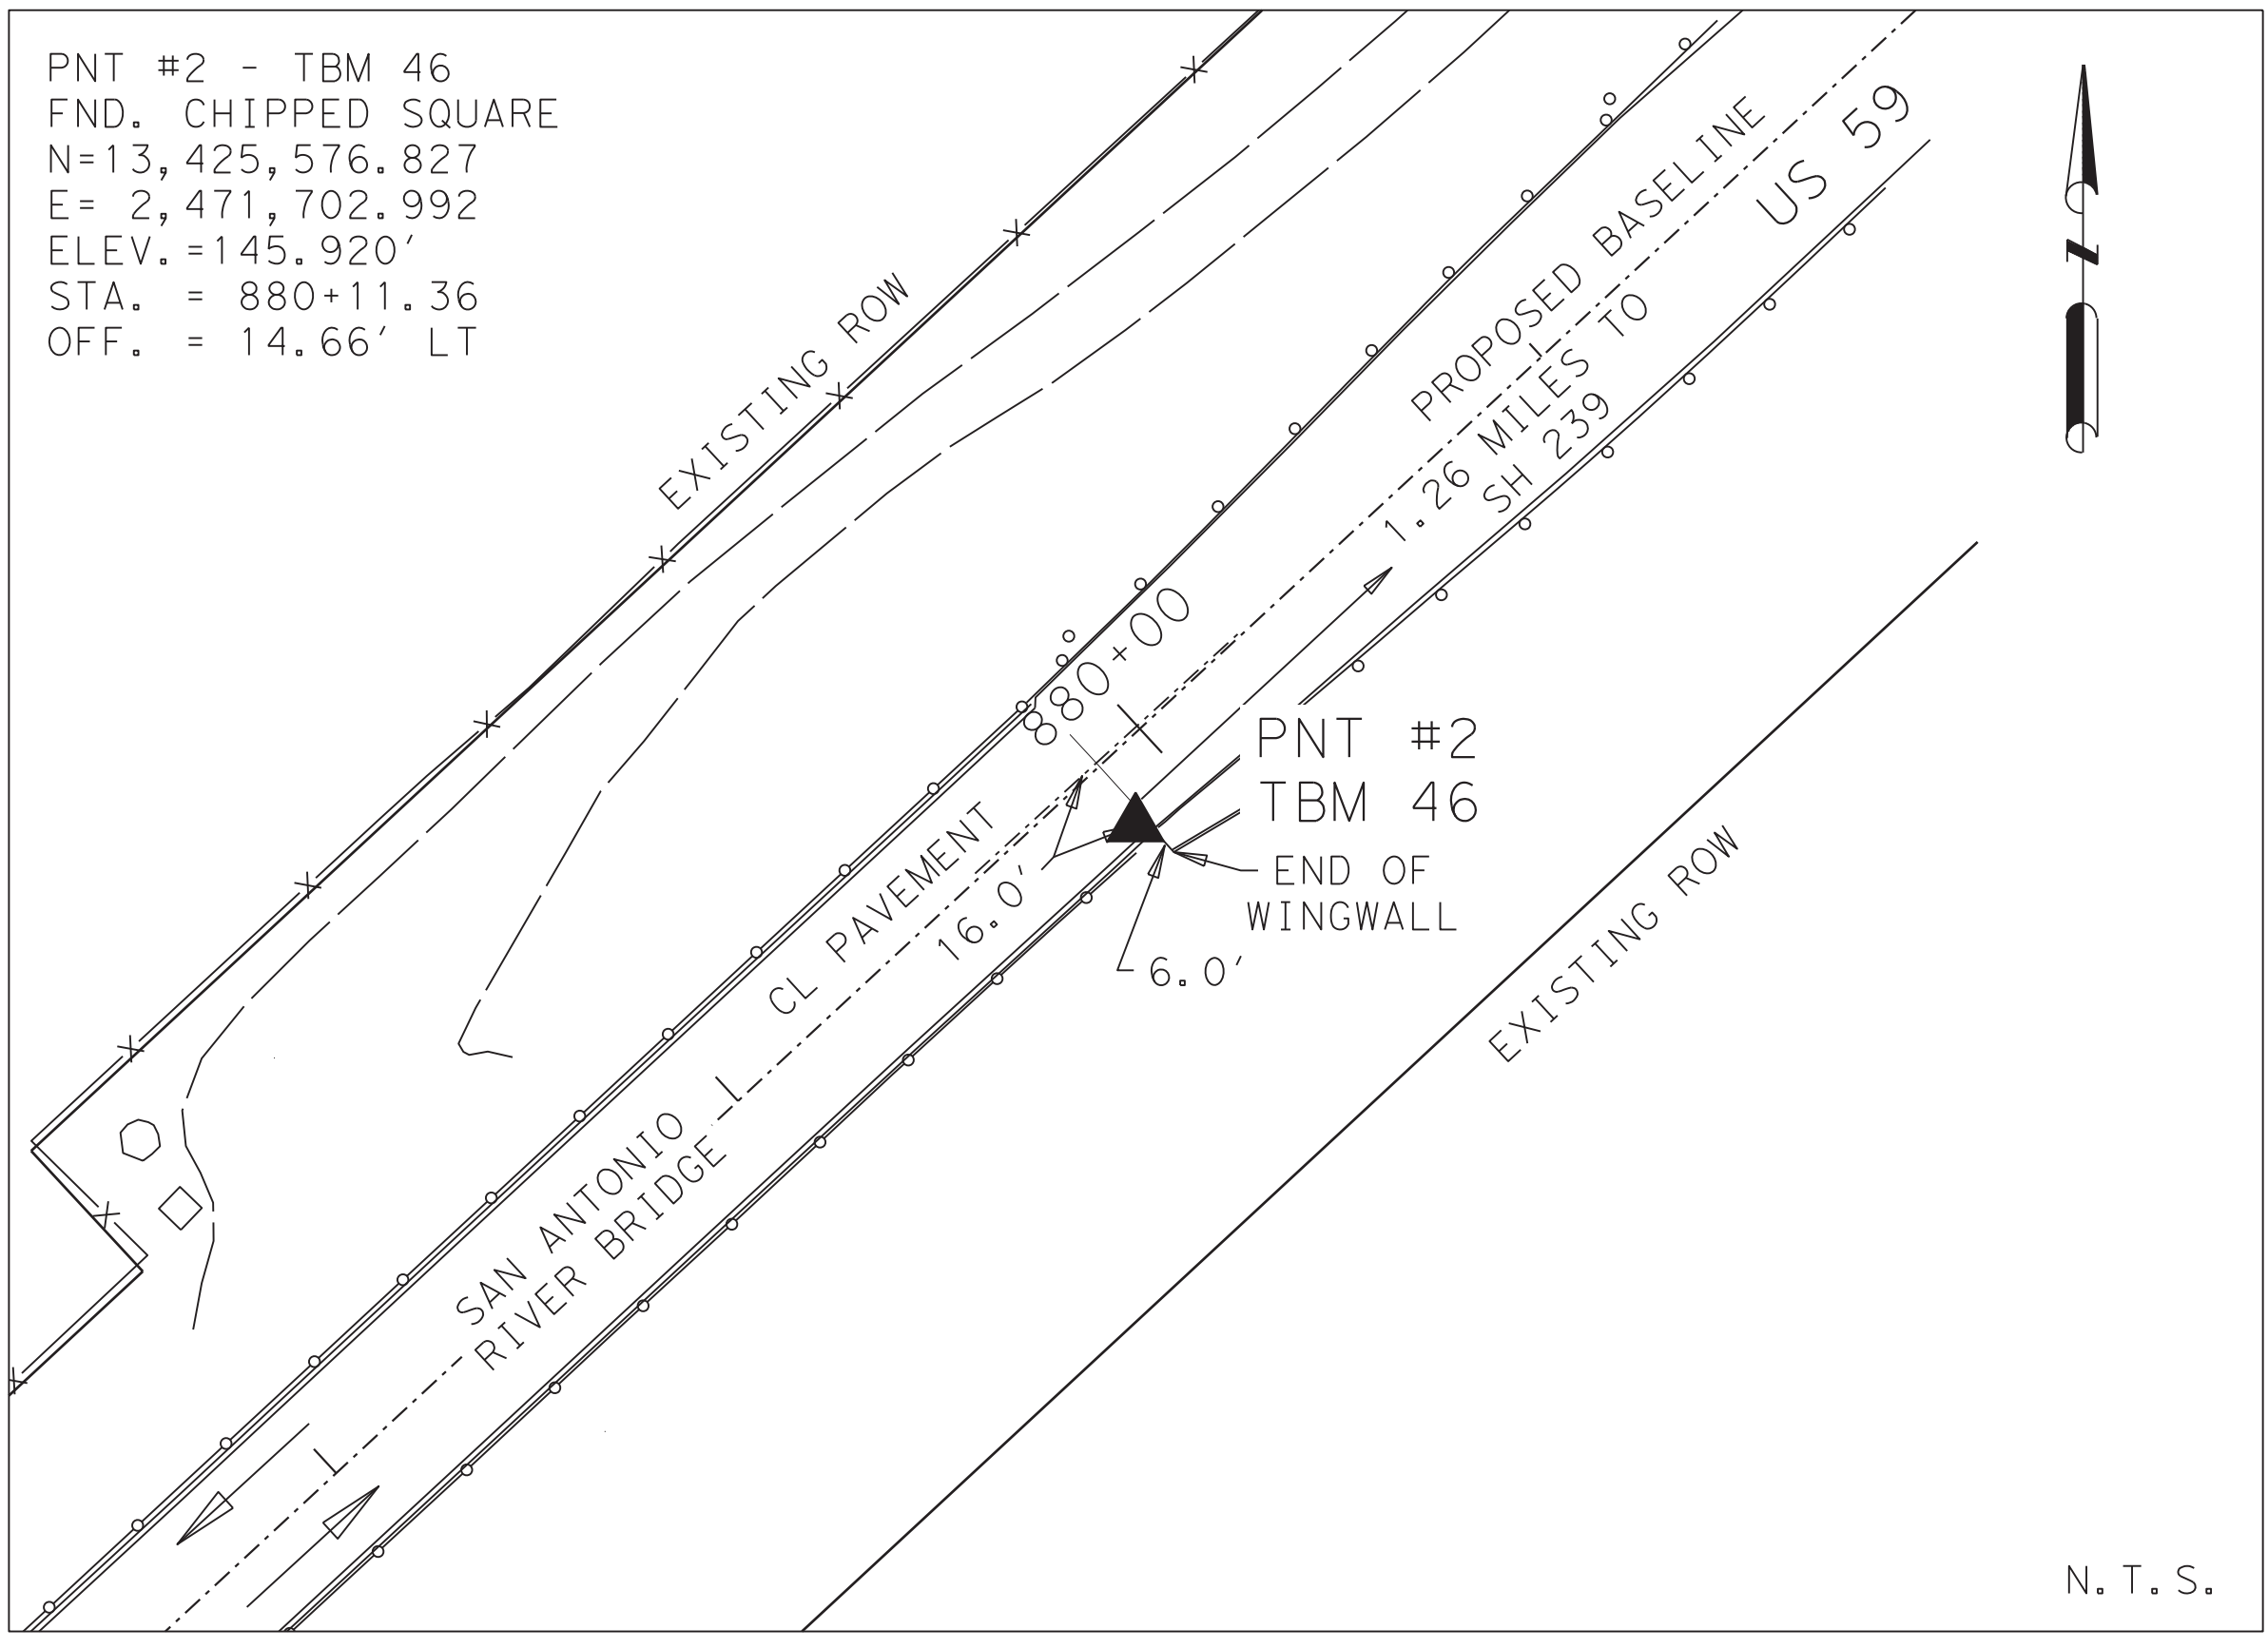 PNT #2 - TBM 46
FND. CHIPPED SQUARE
N=13,425,576.827
E= 2,471,702.992
ELEV.=145.920'
STA. = 880+11.36
OFF. = 14.66' LT
EXISTING ROW
PROPOSED BASELINE
US 59
1.26 MILES TO
SH 239
N
880+00
PNT #2
TBM 46
END OF
WINGWALL
CL PAVEMENT
16.0'
6.0'
EXISTING ROW
SAN ANTONIO
RIVER BRIDGE
N.T.S.